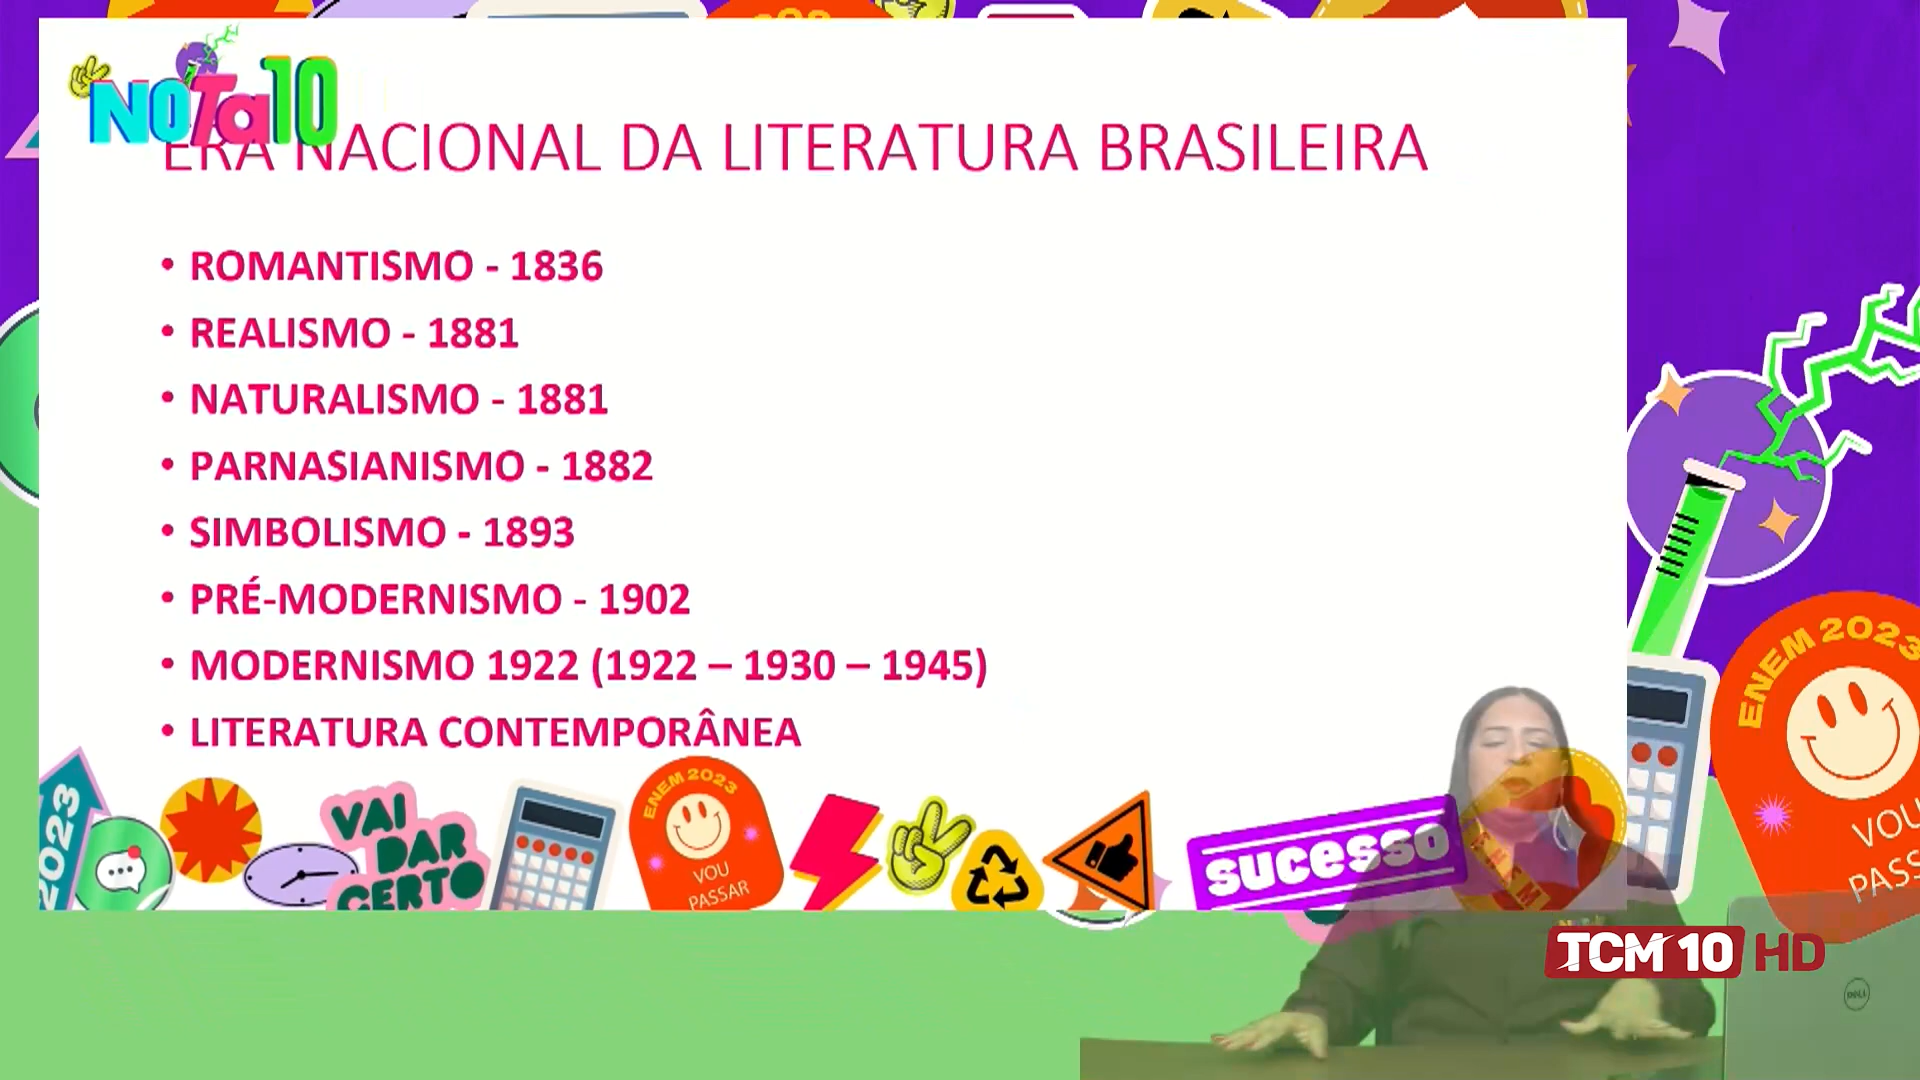 NOTa10
ERA NACIONAL DA LITERATURA BRASILEIRA
• ROMANTISMO - 1836
• REALISMO - 1881
• NATURALISMO - 1881
• PARNASIANISMO - 1882
• SIMBOLISMO - 1893
• PRÉ-MODERNISMO - 1902
• MODERNISMO 1922 (1922 – 1930 – 1945)
• LITERATURA CONTEMPORÂNEA
2023
VAI
DAR
CERTO
ENEM 2023
VOU
PASSAR
sucesso
ENEM 2023
VOU
PASS
TCM 10 HD
DELL